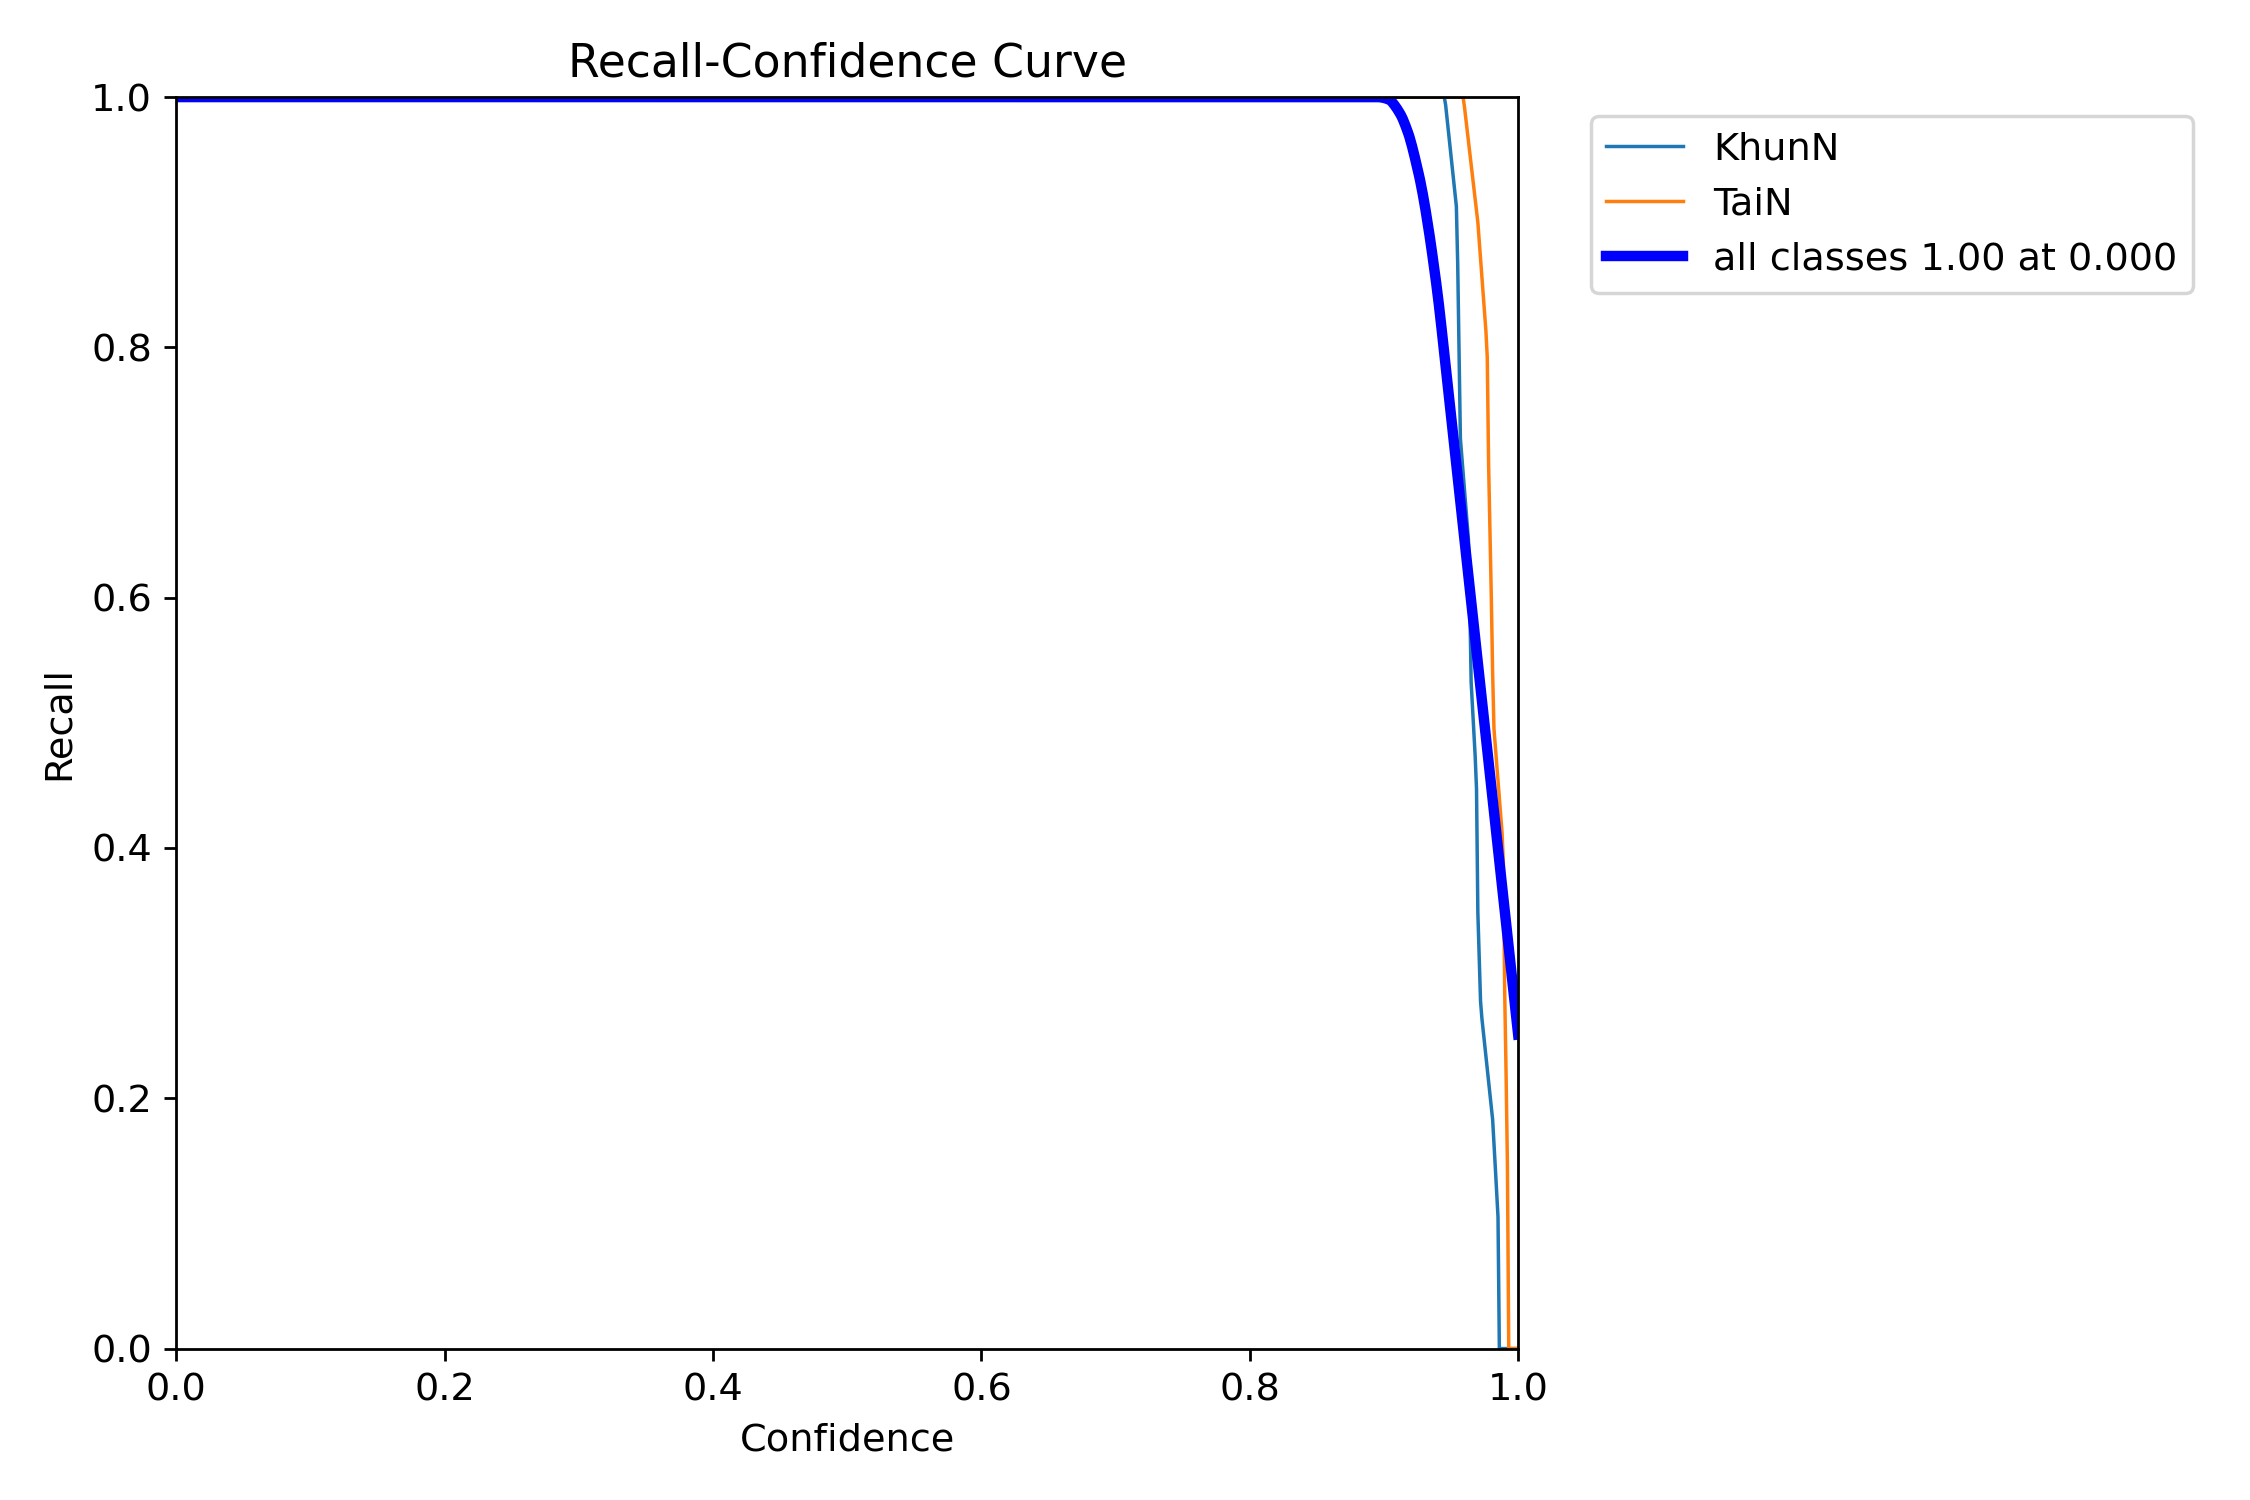 Recall-Confidence Curve
1.0
0.8
0.6
0.4
0.2
0.0
Recall
0.0 0.2 0.4 0.6 0.8 1.0
Confidence
KhunN
TaiN
all classes 1.00 at 0.000